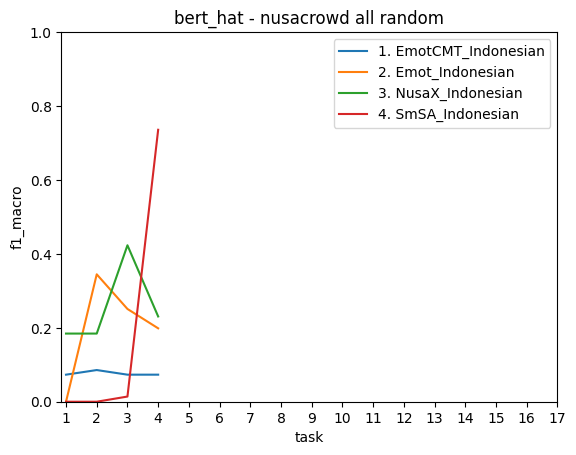 bert_hat - nusacrowd all random
1. EmotCMT_Indonesian
2. Emot_Indonesian
3. NusaX_Indonesian
4. SmSA_Indonesian
f1_macro
1.0
0.8
0.6
0.4
0.2
0.0
1 2 3 4 5 6 7 8 9 10 11 12 13 14 15 16 17
task